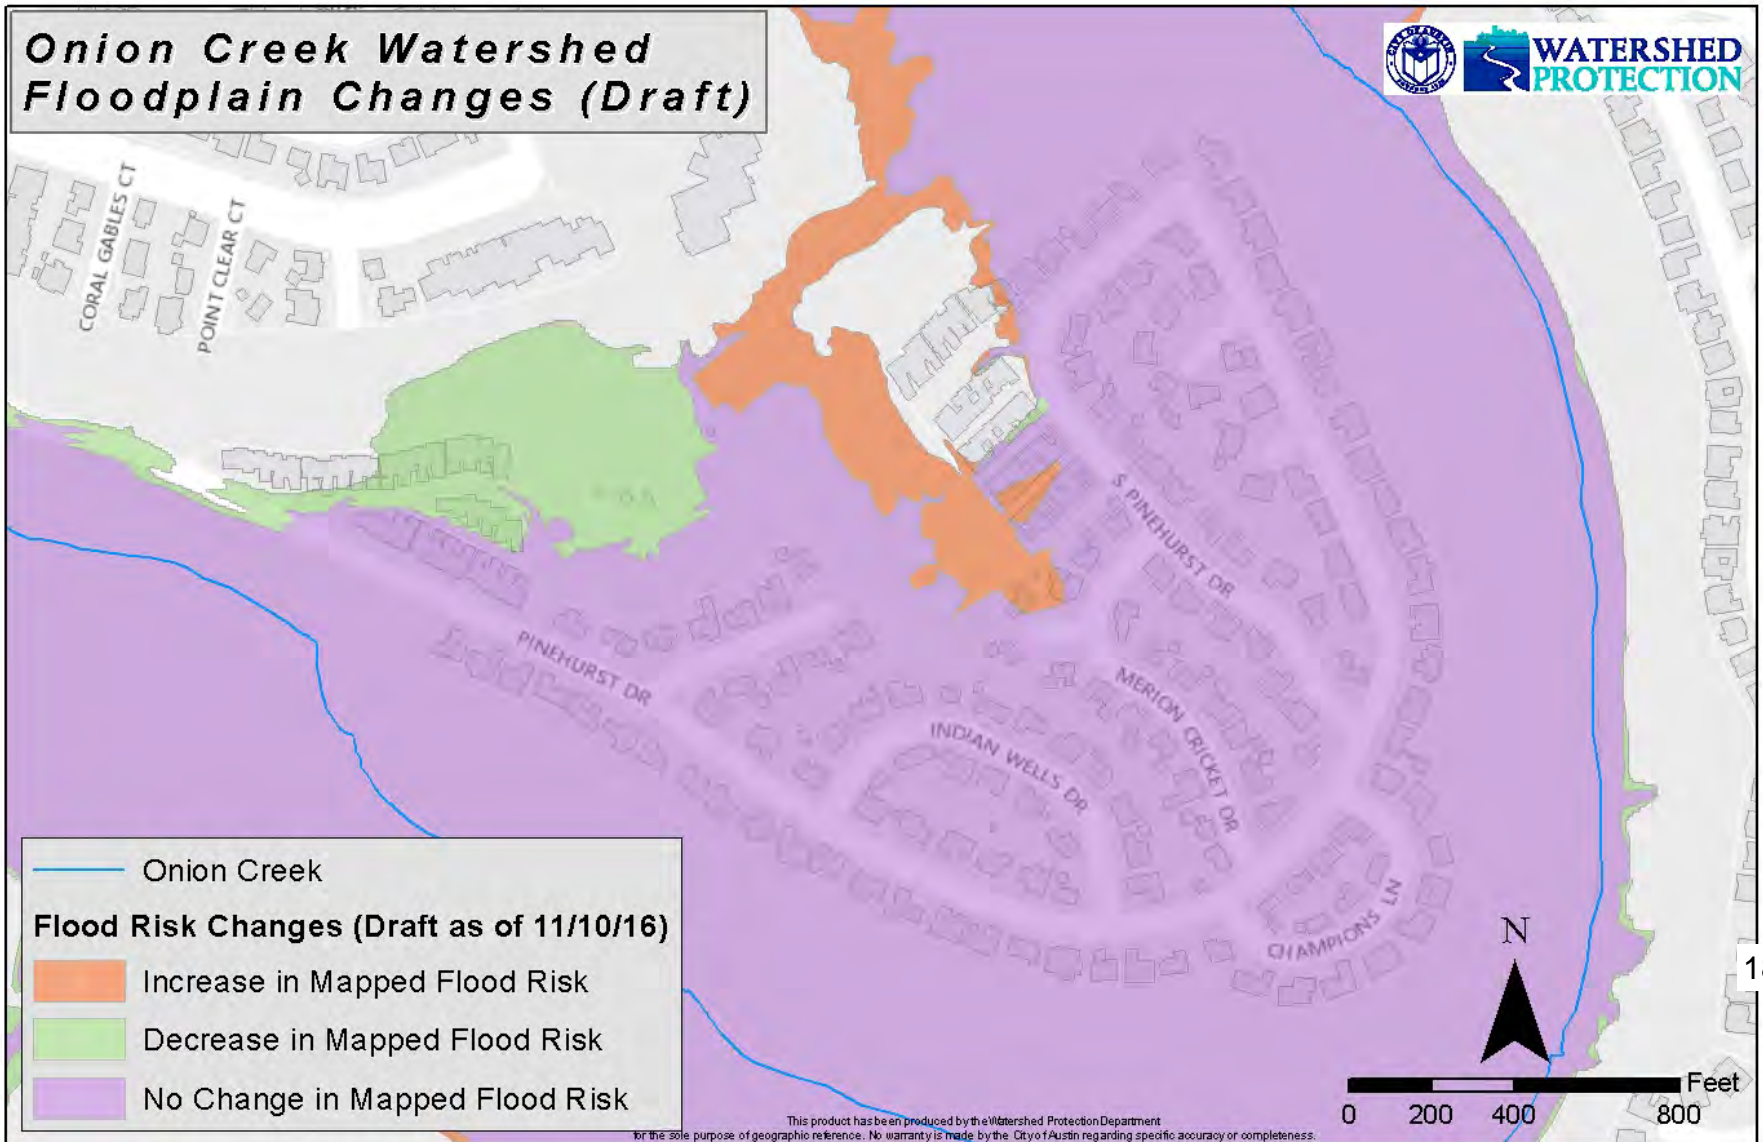 Onion Creek Watershed
Floodplain Changes (Draft)
WATERSHED
PROTECTION
CORAL GABLES CT
POINT CLEAR CT
S PINEHURST DR
PINEHURST DR
MERION CRICKET DR
INDIAN WELLS DR
CHAMPIONS LN
Onion Creek
Flood Risk Changes (Draft as of 11/10/16)
Increase in Mapped Flood Risk
Decrease in Mapped Flood Risk
No Change in Mapped Flood Risk
N
Feet
0 200 400 800
This product has been produced by the Watershed Protection Department
for the sole purpose of geographic reference. No warranty is made by the City of Austin regarding specific accuracy or completeness.